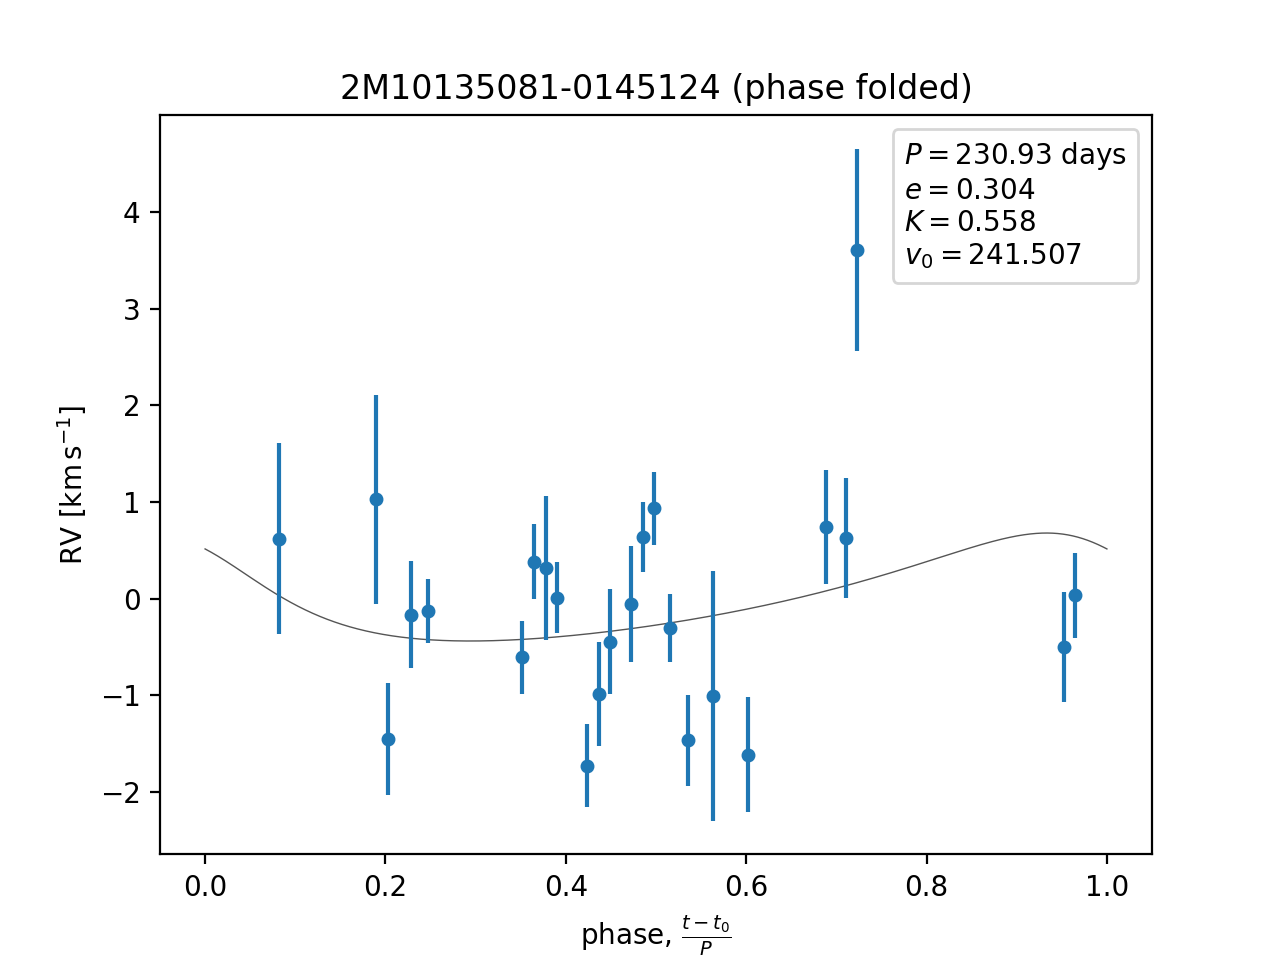 2M10135081-0145124 (phase folded)
P = 230.93 days
e = 0.304
K = 0.558
v₀ = 241.507
4
3
2
1
0
−1
−2
RV [km s⁻¹]
0.0 0.2 0.4 0.6 0.8 1.0
phase, (t − t₀)/P